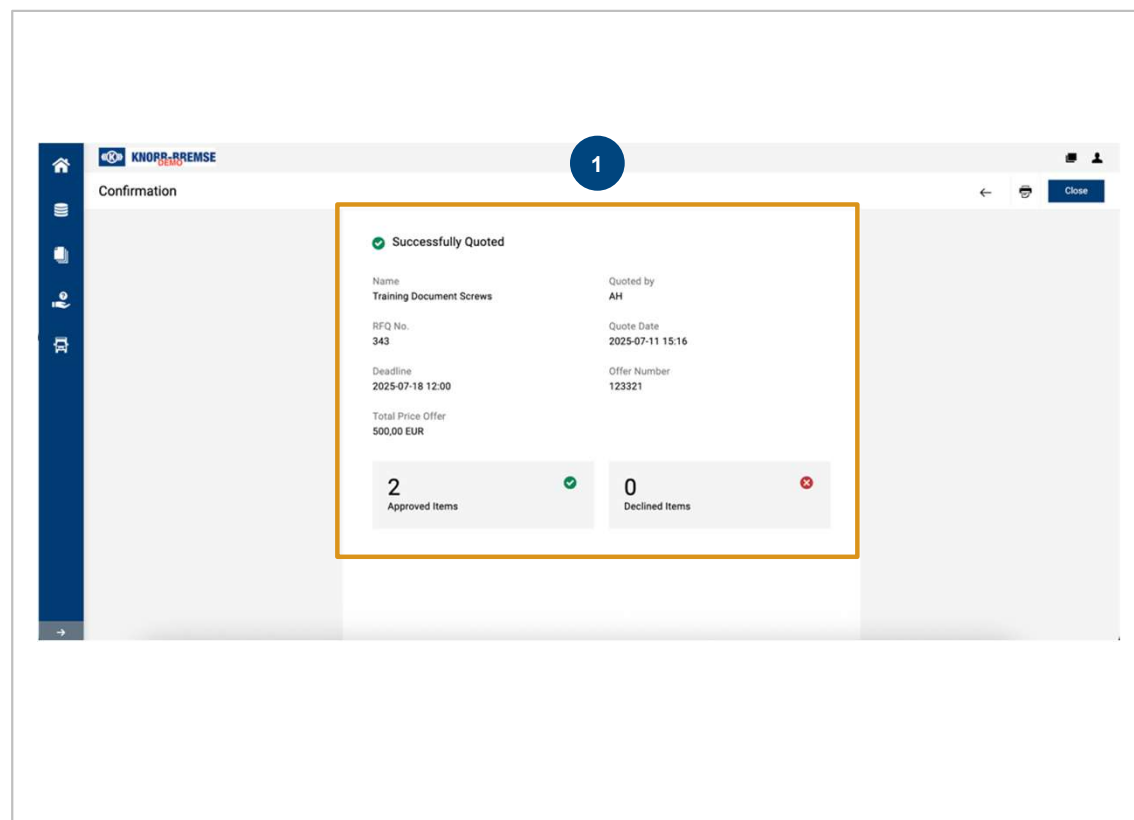 KNORR-BREMSE
DEMO
1
Confirmation
Close
Successfully Quoted
Name
Training Document Screws
Quoted by
AH
RFQ No.
343
Quote Date
2025-07-11 15:16
Deadline
2025-07-18 12:00
Offer Number
123321
Total Price Offer
500,00 EUR
2
Approved Items
0
Declined Items